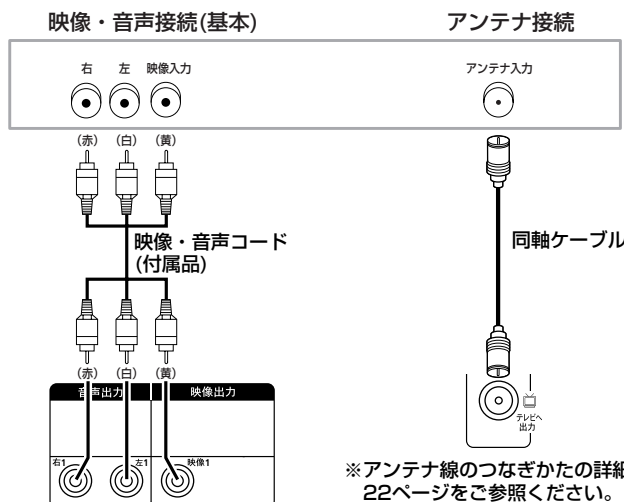 映像・音声接続(基本)
アンテナ接続
右 左 映像入力
アンテナ入力
(赤) (白) (黄)
映像・音声コード
(付属品)
同軸ケーブル
(赤) (白) (黄)
音声出力 映像出力
テレビへ
出力
右1 左1 映像1
※アンテナ線のつなぎかたの詳細
22ページをご参照ください。